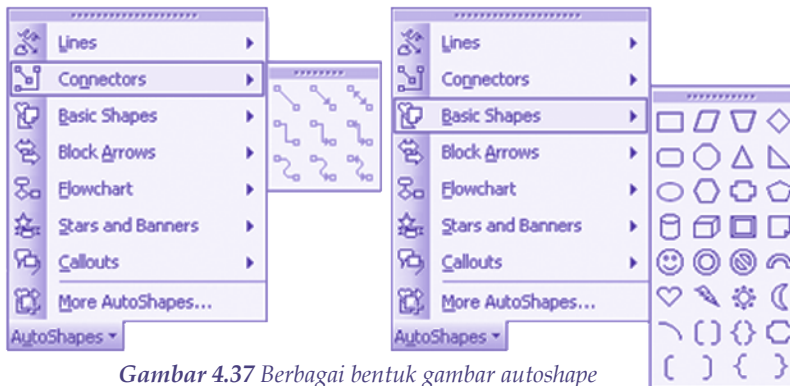 Lines
Connectors
Basic Shapes
Block Arrows
Flowchart
Stars and Banners
Callouts
More AutoShapes...
AutoShapes
Lines
Connectors
Basic Shapes
Block Arrows
Flowchart
Stars and Banners
Callouts
More AutoShapes...
AutoShapes
Gambar 4.37 Berbagai bentuk gambar autoshape